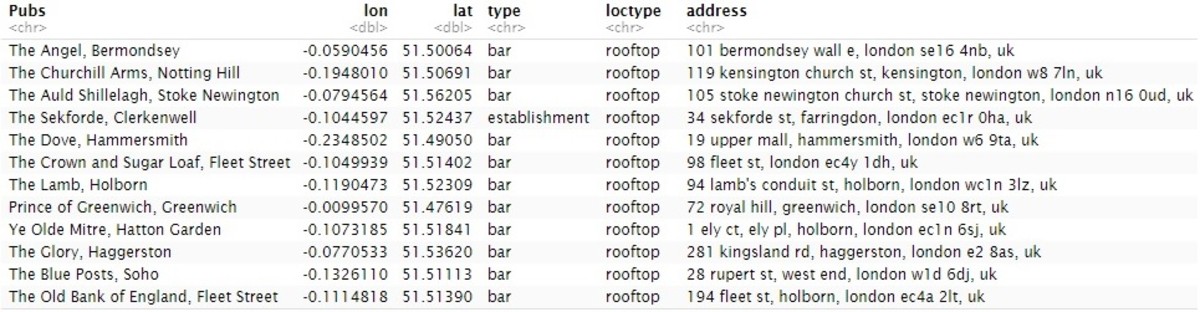 Pubs lon lat type loctype address
<chr> <dbl> <dbl> <chr> <chr> <chr>
The Angel, Bermondsey -0.0590456 51.50064 bar rooftop 101 bermondsey wall e, london se16 4nb, uk
The Churchill Arms, Notting Hill -0.1948010 51.50691 bar rooftop 119 kensington church st, kensington, london w8 7ln, uk
The Auld Shillelagh, Stoke Newington -0.0794564 51.56205 bar rooftop 105 stoke newington church st, stoke newington, london n16 0ud, uk
The Sekforde, Clerkenwell -0.1044597 51.52437 establishment rooftop 34 sekforde st, farringdon, london ec1r 0ha, uk
The Dove, Hammersmith -0.2348502 51.49050 bar rooftop 19 upper mall, hammersmith, london w6 9ta, uk
The Crown and Sugar Loaf, Fleet Street -0.1049939 51.51402 bar rooftop 98 fleet st, london ec4y 1dh, uk
The Lamb, Holborn -0.1190473 51.52309 bar rooftop 94 lamb's conduit st, holborn, london wc1n 3lz, uk
Prince of Greenwich, Greenwich -0.0099570 51.47619 bar rooftop 72 royal hill, greenwich, london se10 8rt, uk
Ye Olde Mitre, Hatton Garden -0.1073185 51.51841 bar rooftop 1 ely ct, ely pl, holborn, london ec1n 6sj, uk
The Glory, Haggerston -0.0770533 51.53620 bar rooftop 281 kingsland rd, haggerston, london e2 8as, uk
The Blue Posts, Soho -0.1326110 51.51113 bar rooftop 28 rupert st, west end, london w1d 6dj, uk
The Old Bank of England, Fleet Street -0.1114818 51.51390 bar rooftop 194 fleet st, holborn, london ec4a 2lt, uk